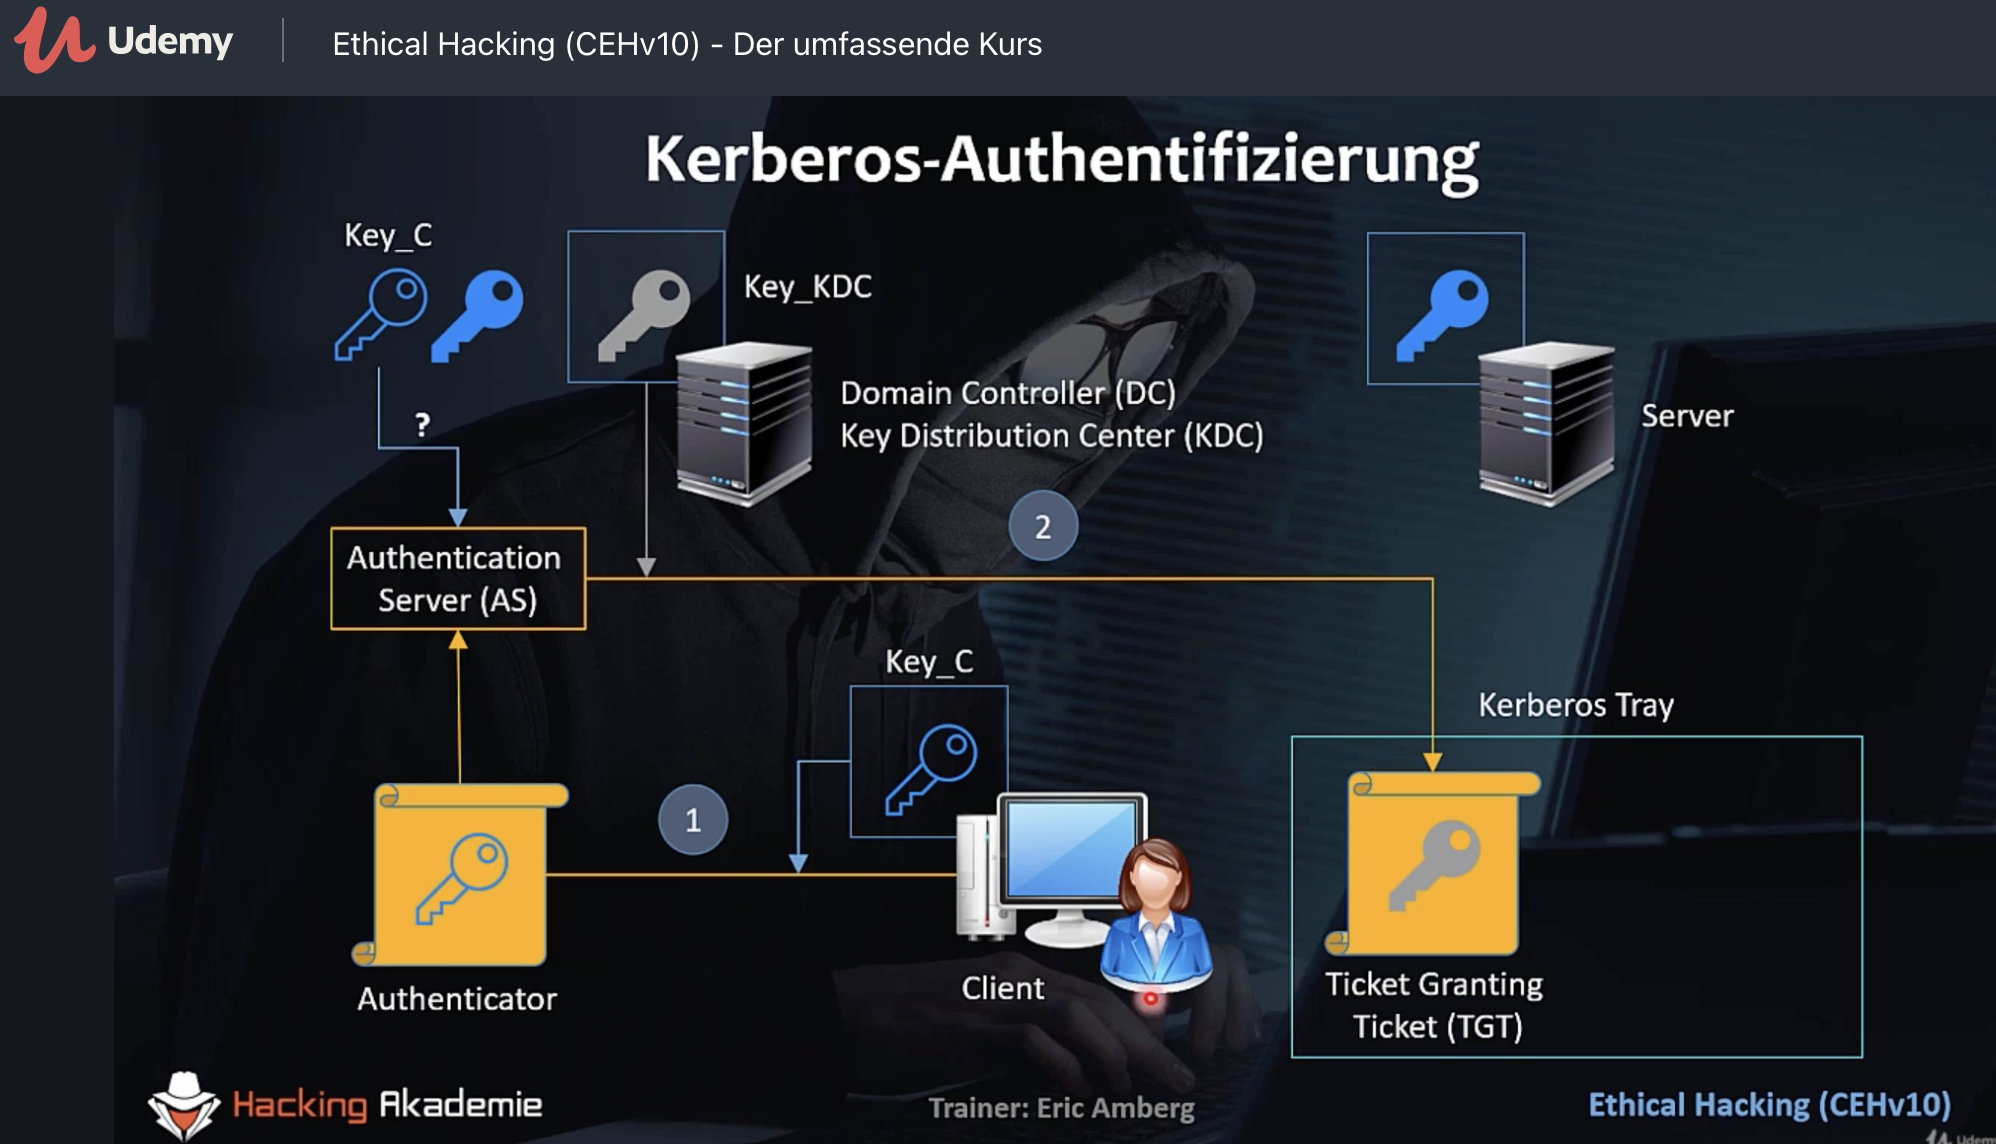 Udemy
Ethical Hacking (CEHv10) - Der umfassende Kurs
Kerberos-Authentifizierung
Key_C
Key_KDC
Domain Controller (DC)
Key Distribution Center (KDC)
Server
?
2
Authentication
Server (AS)
Key_C
Kerberos Tray
1
Client
Authenticator
Ticket Granting
Ticket (TGT)
Hacking Akademie
Trainer: Eric Amberg
Ethical Hacking (CEHv10)
Udemy